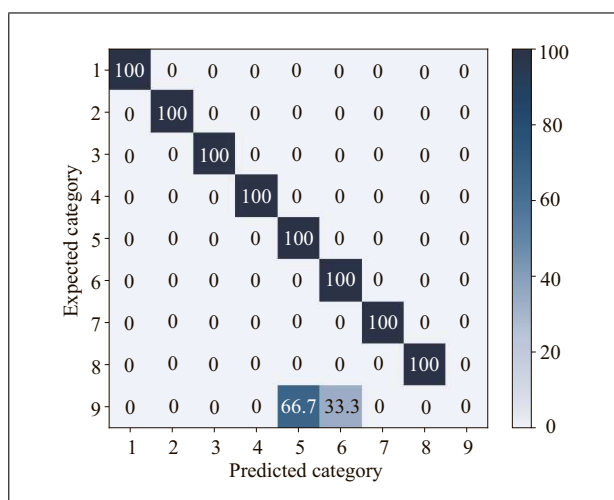 1 100 0 0 0 0 0 0 0 0
2 0 100 0 0 0 0 0 0 0
3 0 0 100 0 0 0 0 0 0
4 0 0 0 100 0 0 0 0 0
5 0 0 0 0 100 0 0 0 0
6 0 0 0 0 0 100 0 0 0
7 0 0 0 0 0 0 100 0 0
8 0 0 0 0 0 0 0 100 0
9 0 0 0 0 66.7 33.3 0 0 0
1 2 3 4 5 6 7 8 9
Predicted category
Expected category
100
80
60
40
20
0